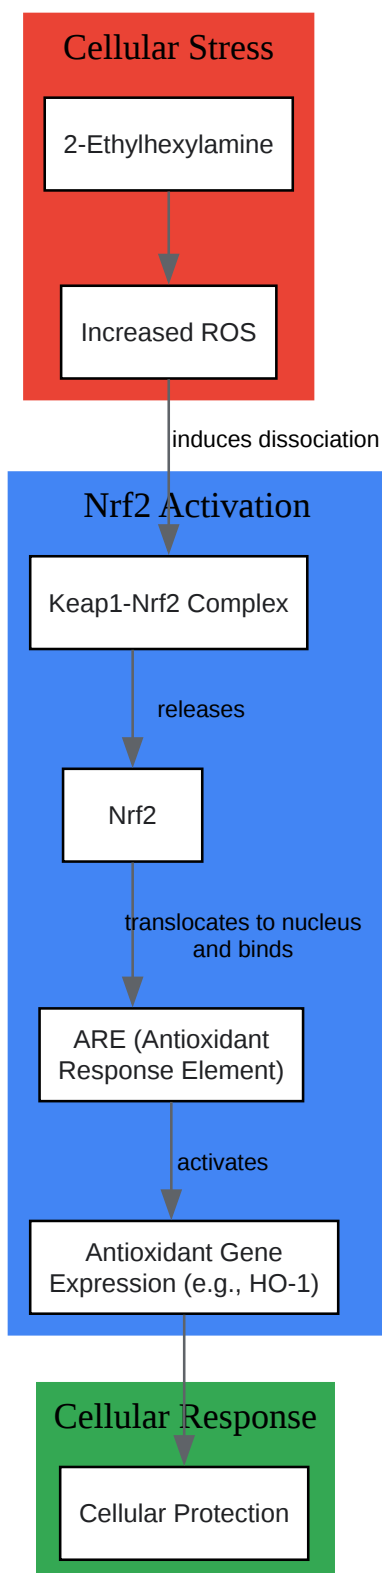 Cellular Stress
2-Ethylhexylamine
Increased ROS
induces dissociation
Nrf2 Activation
Keap1-Nrf2 Complex
releases
Nrf2
translocates to nucleus
and binds
ARE (Antioxidant
Response Element)
activates
Antioxidant Gene
Expression (e.g., HO-1)
Cellular Response
Cellular Protection